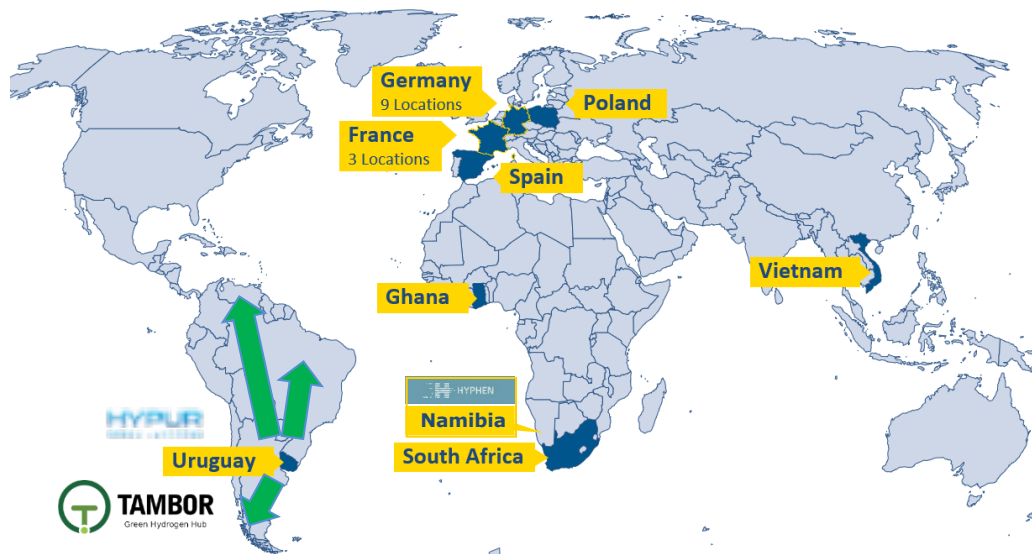 Germany
9 Locations
Poland
France
3 Locations
Spain
Vietnam
Ghana
HYPHEN
Namibia
HYPUR
Uruguay
South Africa
TAMBOR
Green Hydrogen Hub